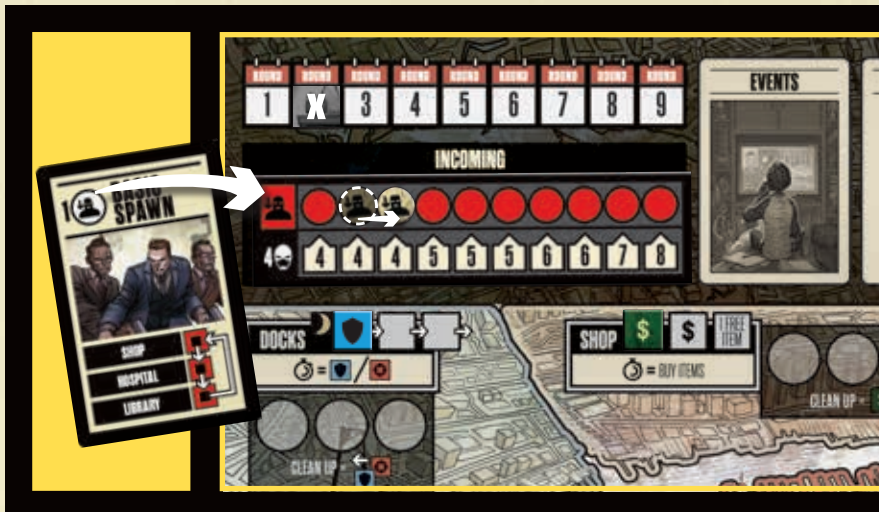 ROUND ROUND ROUND ROUND ROUND ROUND ROUND ROUND ROUND
1 X 3 4 5 6 7 8 9
EVENTS
INCOMING
1 BASIC
SPAWN
4 4 4 4 5 5 5 6 6 7 8
SHOP
HOSPITAL
LIBRARY
DOCKS
= /
CLEAN UP =
SHOP $ $ 1 FREE
ITEM
= BUY ITEMS
CLEAN UP =